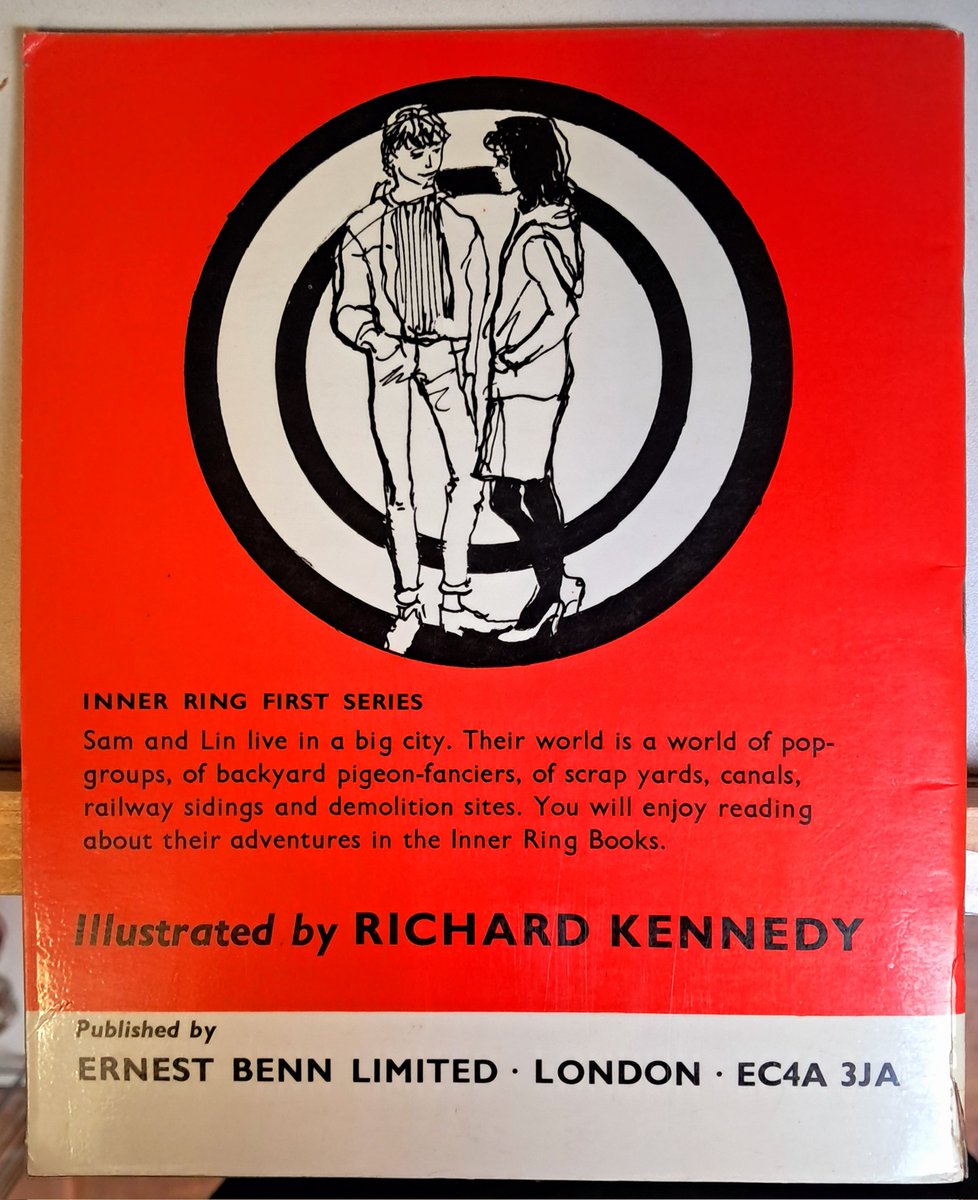 INNER RING FIRST SERIES
Sam and Lin live in a big city. Their world is a world of pop-
groups, of backyard pigeon-fanciers, of scrap yards, canals,
railway sidings and demolition sites. You will enjoy reading
about their adventures in the Inner Ring Books.
Illustrated by RICHARD KENNEDY
Published by
ERNEST BENN LIMITED · LONDON · EC4A 3JA